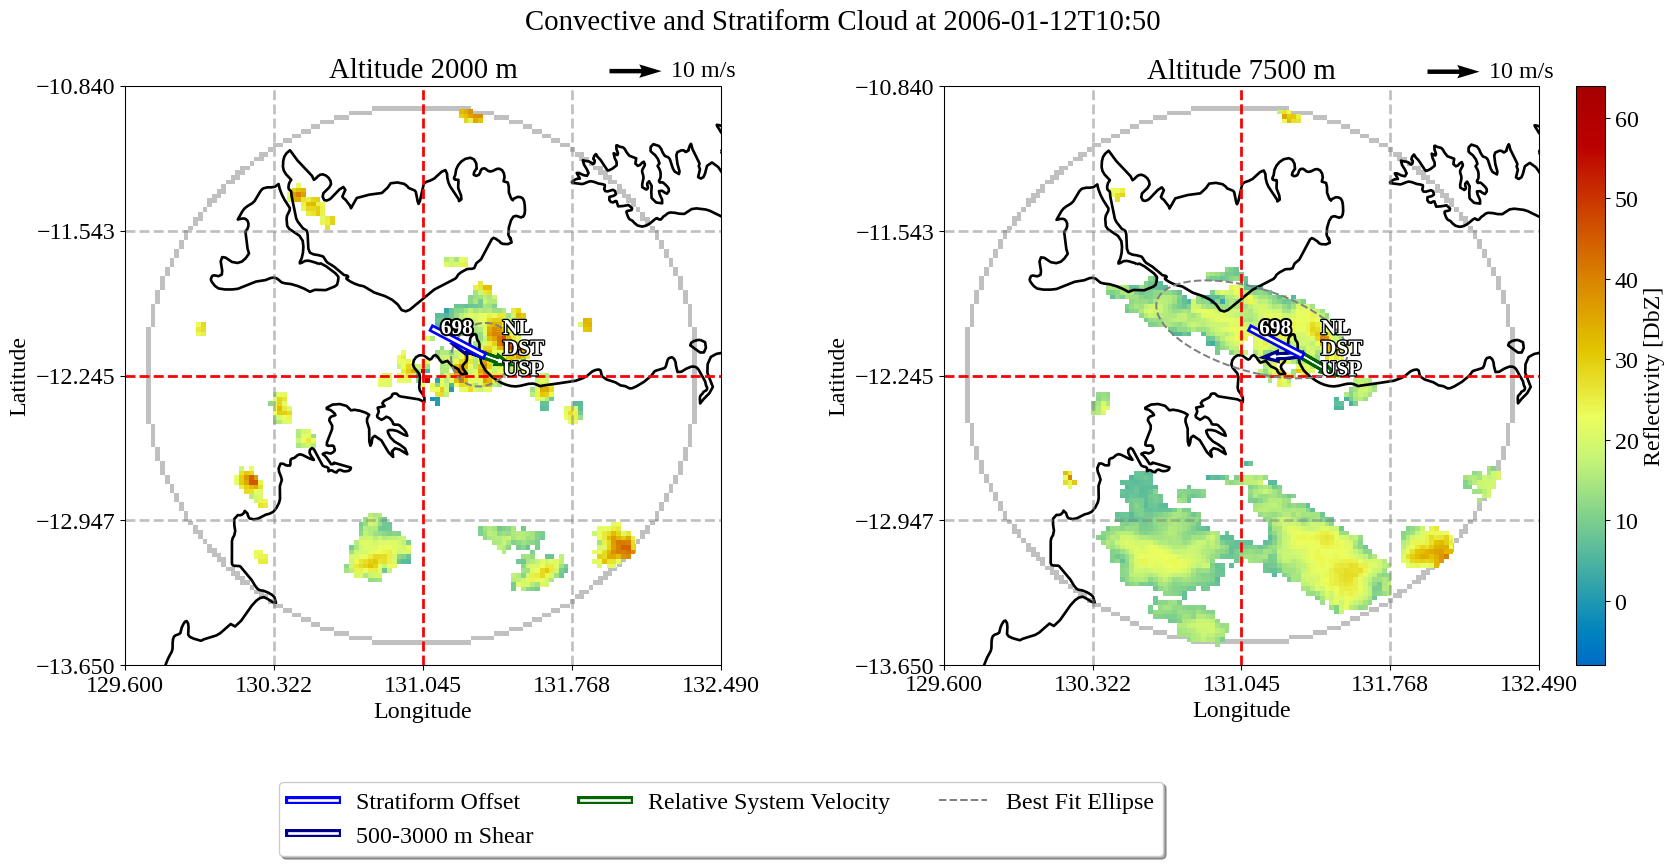 Convective and Stratiform Cloud at 2006-01-12T10:50
Altitude 2000 m
10 m/s
−10.840
−11.543
−12.245
−12.947
−13.650
129.600
130.322
131.045
131.768
132.490
Longitude
Latitude
698
NL
DST
USP
Altitude 7500 m
10 m/s
−10.840
−11.543
−12.245
−12.947
−13.650
129.600
130.322
131.045
131.768
132.490
Longitude
Latitude
698
NL
DST
USP
60
50
40
30
20
10
0
Reflectivity [DbZ]
Stratiform Offset
500-3000 m Shear
Relative System Velocity
Best Fit Ellipse